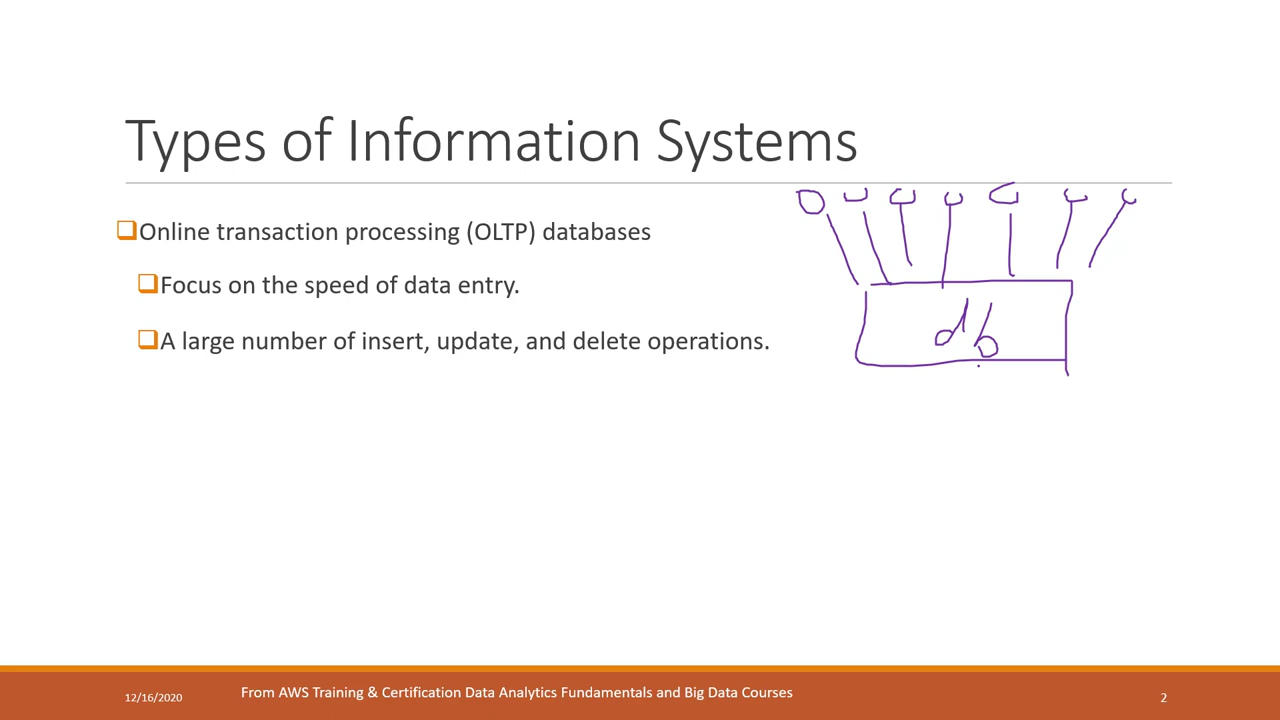 Types of Information Systems
Online transaction processing (OLTP) databases
Focus on the speed of data entry.
A large number of insert, update, and delete operations.
db
12/16/2020
From AWS Training & Certification Data Analytics Fundamentals and Big Data Courses
2